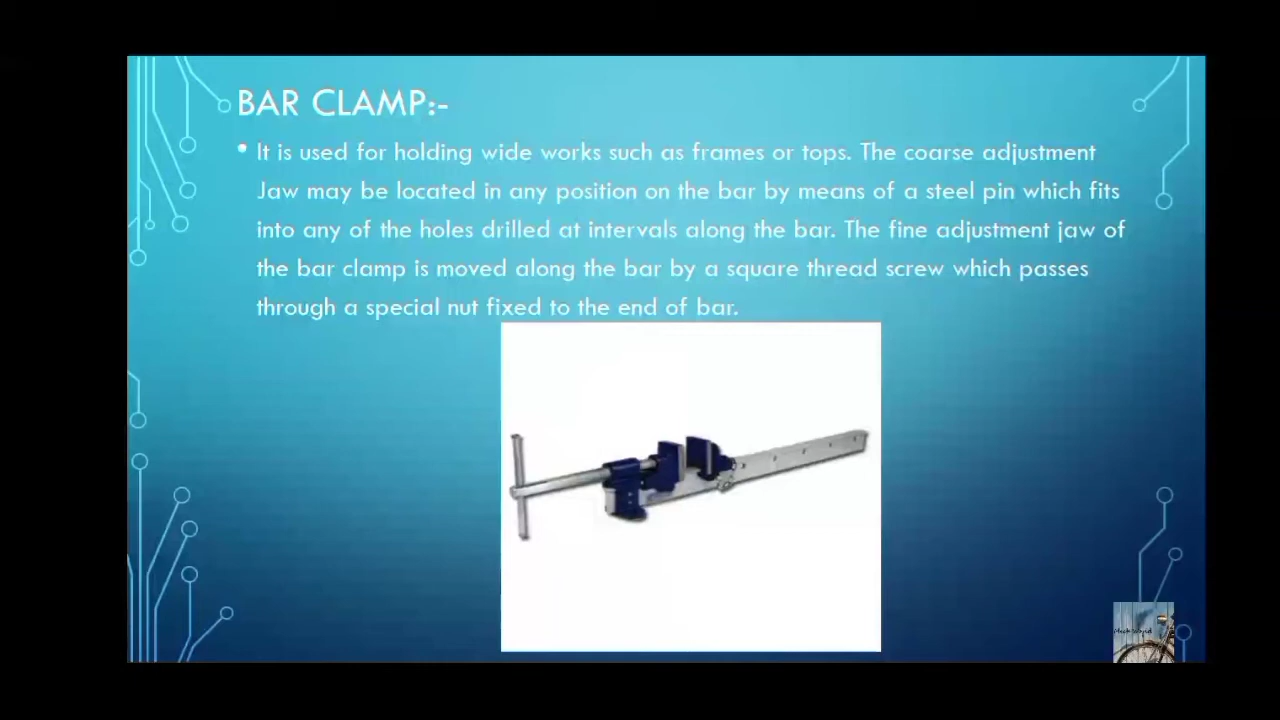 BAR CLAMP:-
• It is used for holding wide works such as frames or tops. The coarse adjustment
Jaw may be located in any position on the bar by means of a steel pin which fits
into any of the holes drilled at intervals along the bar. The fine adjustment jaw of
the bar clamp is moved along the bar by a square thread screw which passes
through a special nut fixed to the end of bar.